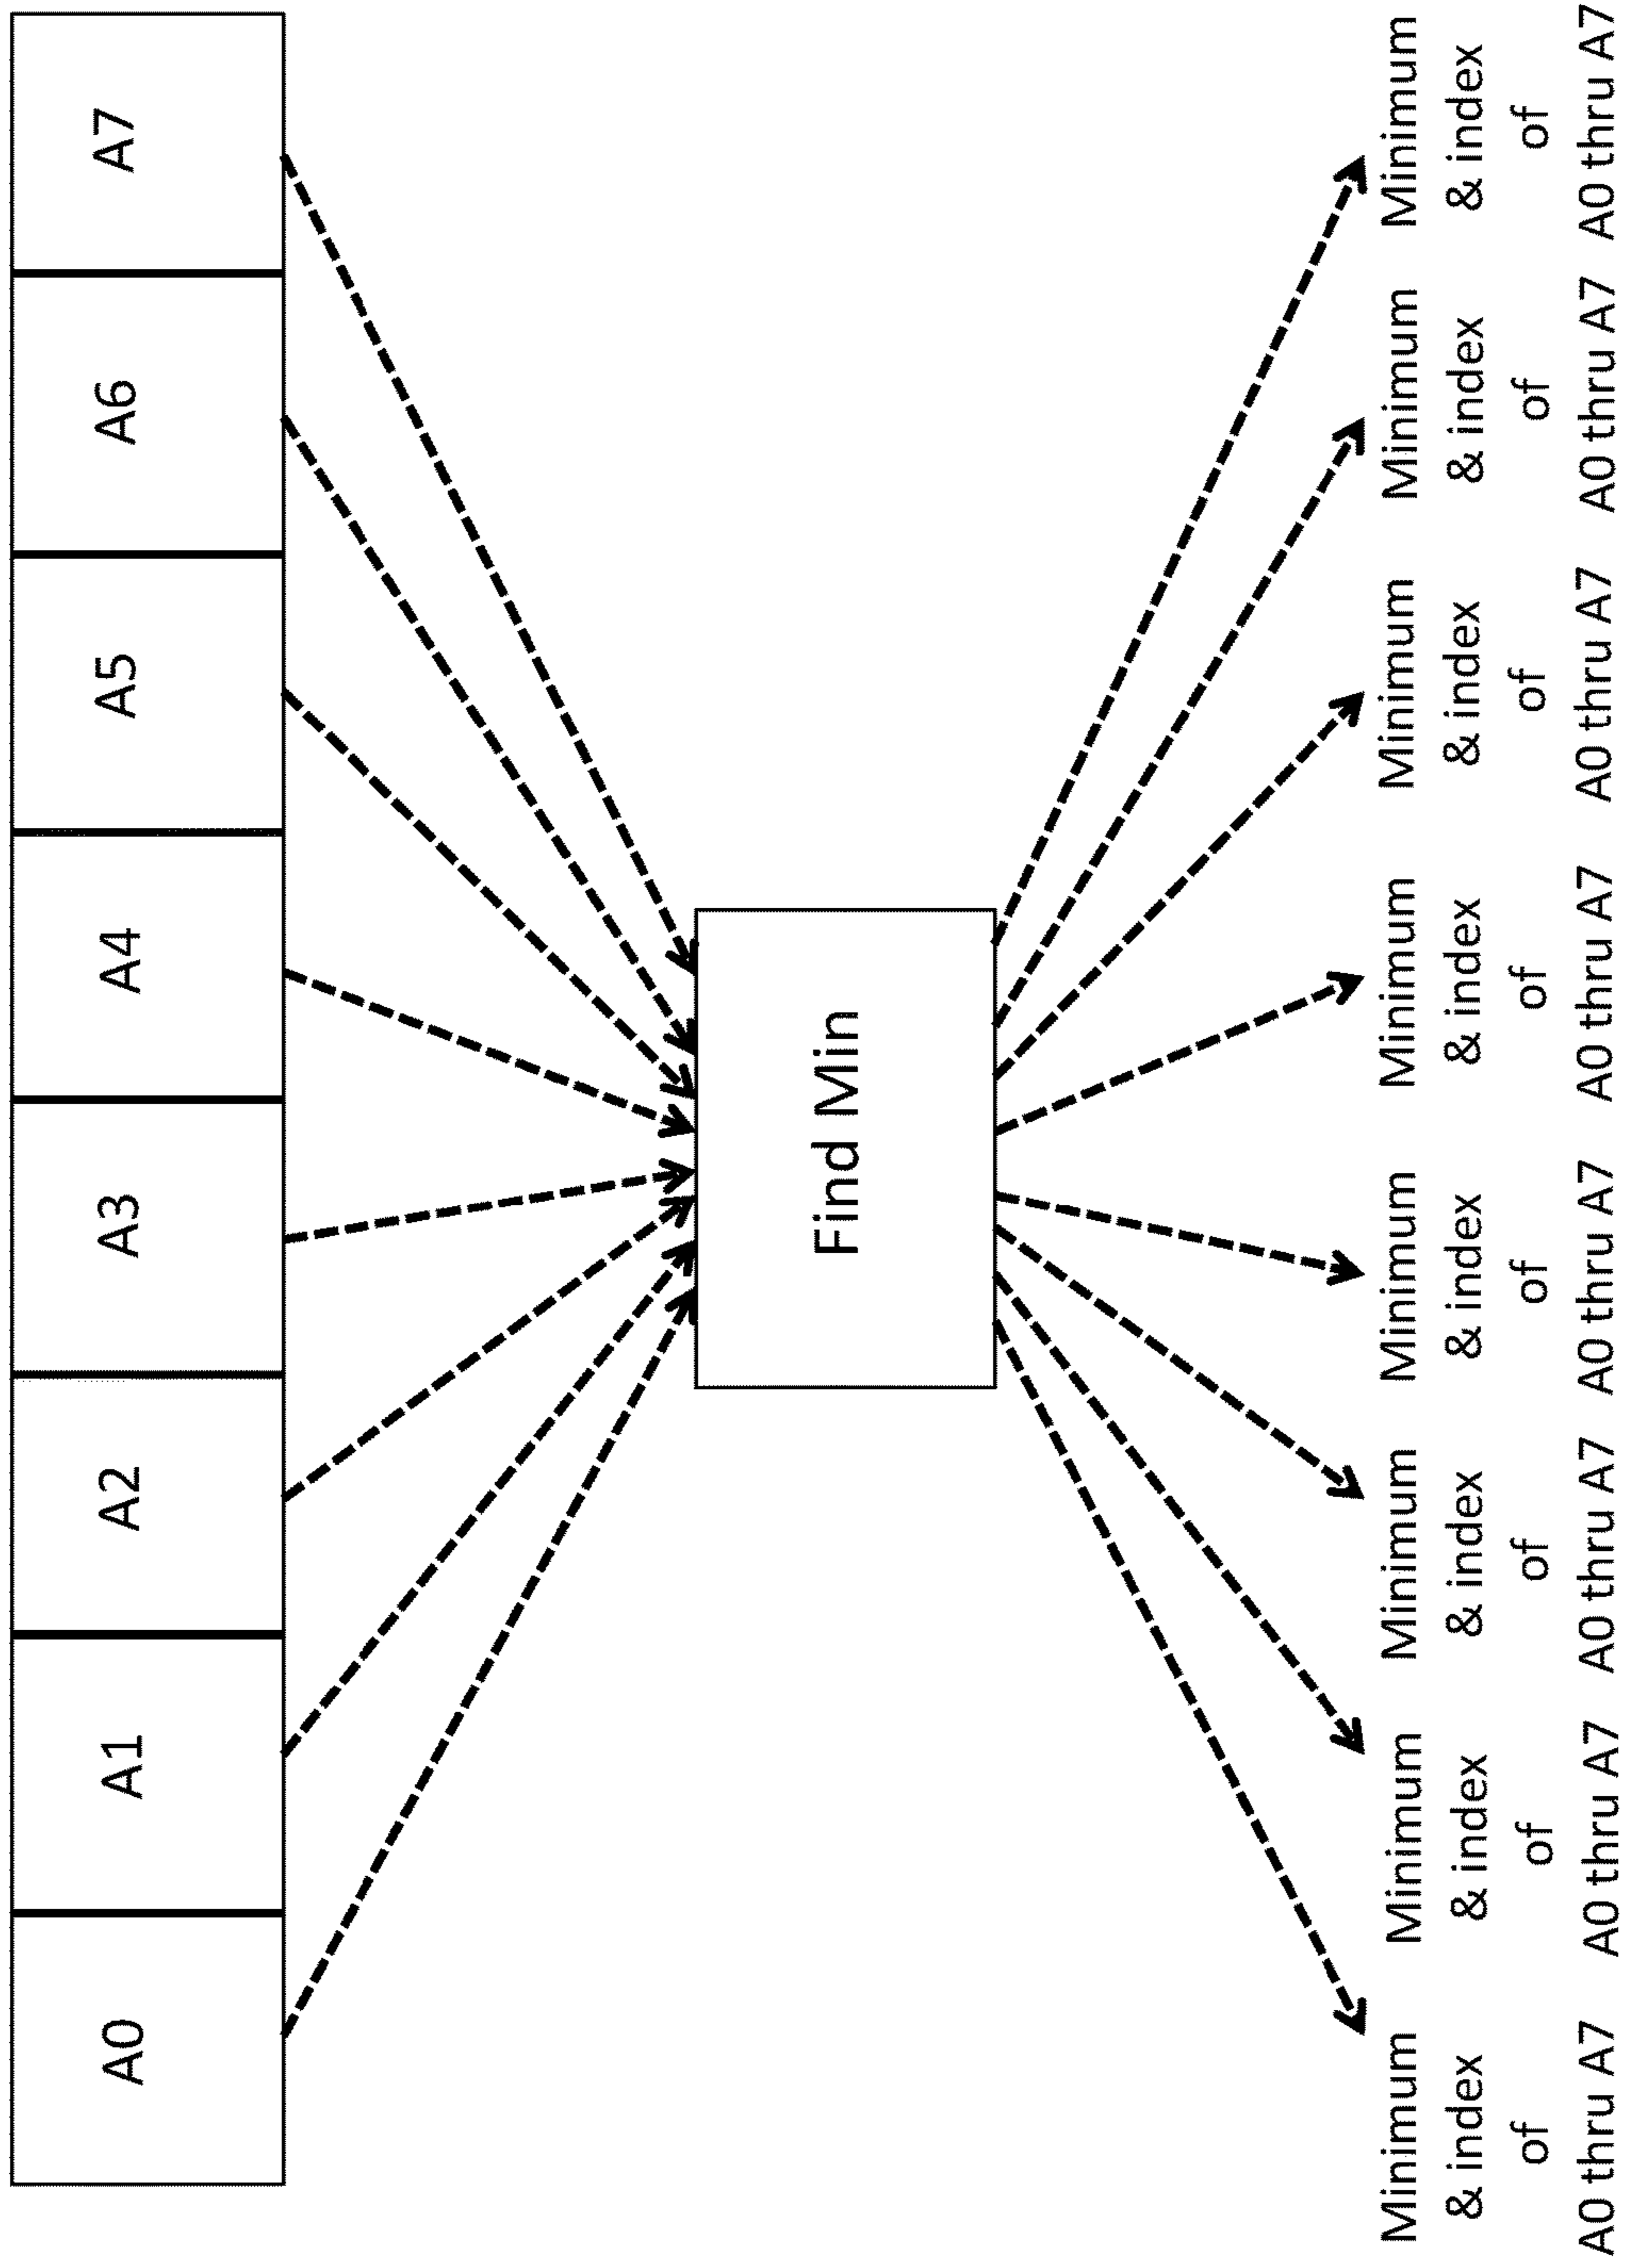 A0
A1
A2
A3
A4
A5
A6
A7
Find Min
Minimum
& index
of
A0 thru A7
Minimum
& index
of
A0 thru A7
Minimum
& index
of
A0 thru A7
Minimum
& index
of
A0 thru A7
Minimum
& index
of
A0 thru A7
Minimum
& index
of
A0 thru A7
Minimum
& index
of
A0 thru A7
Minimum
& index
of
A0 thru A7